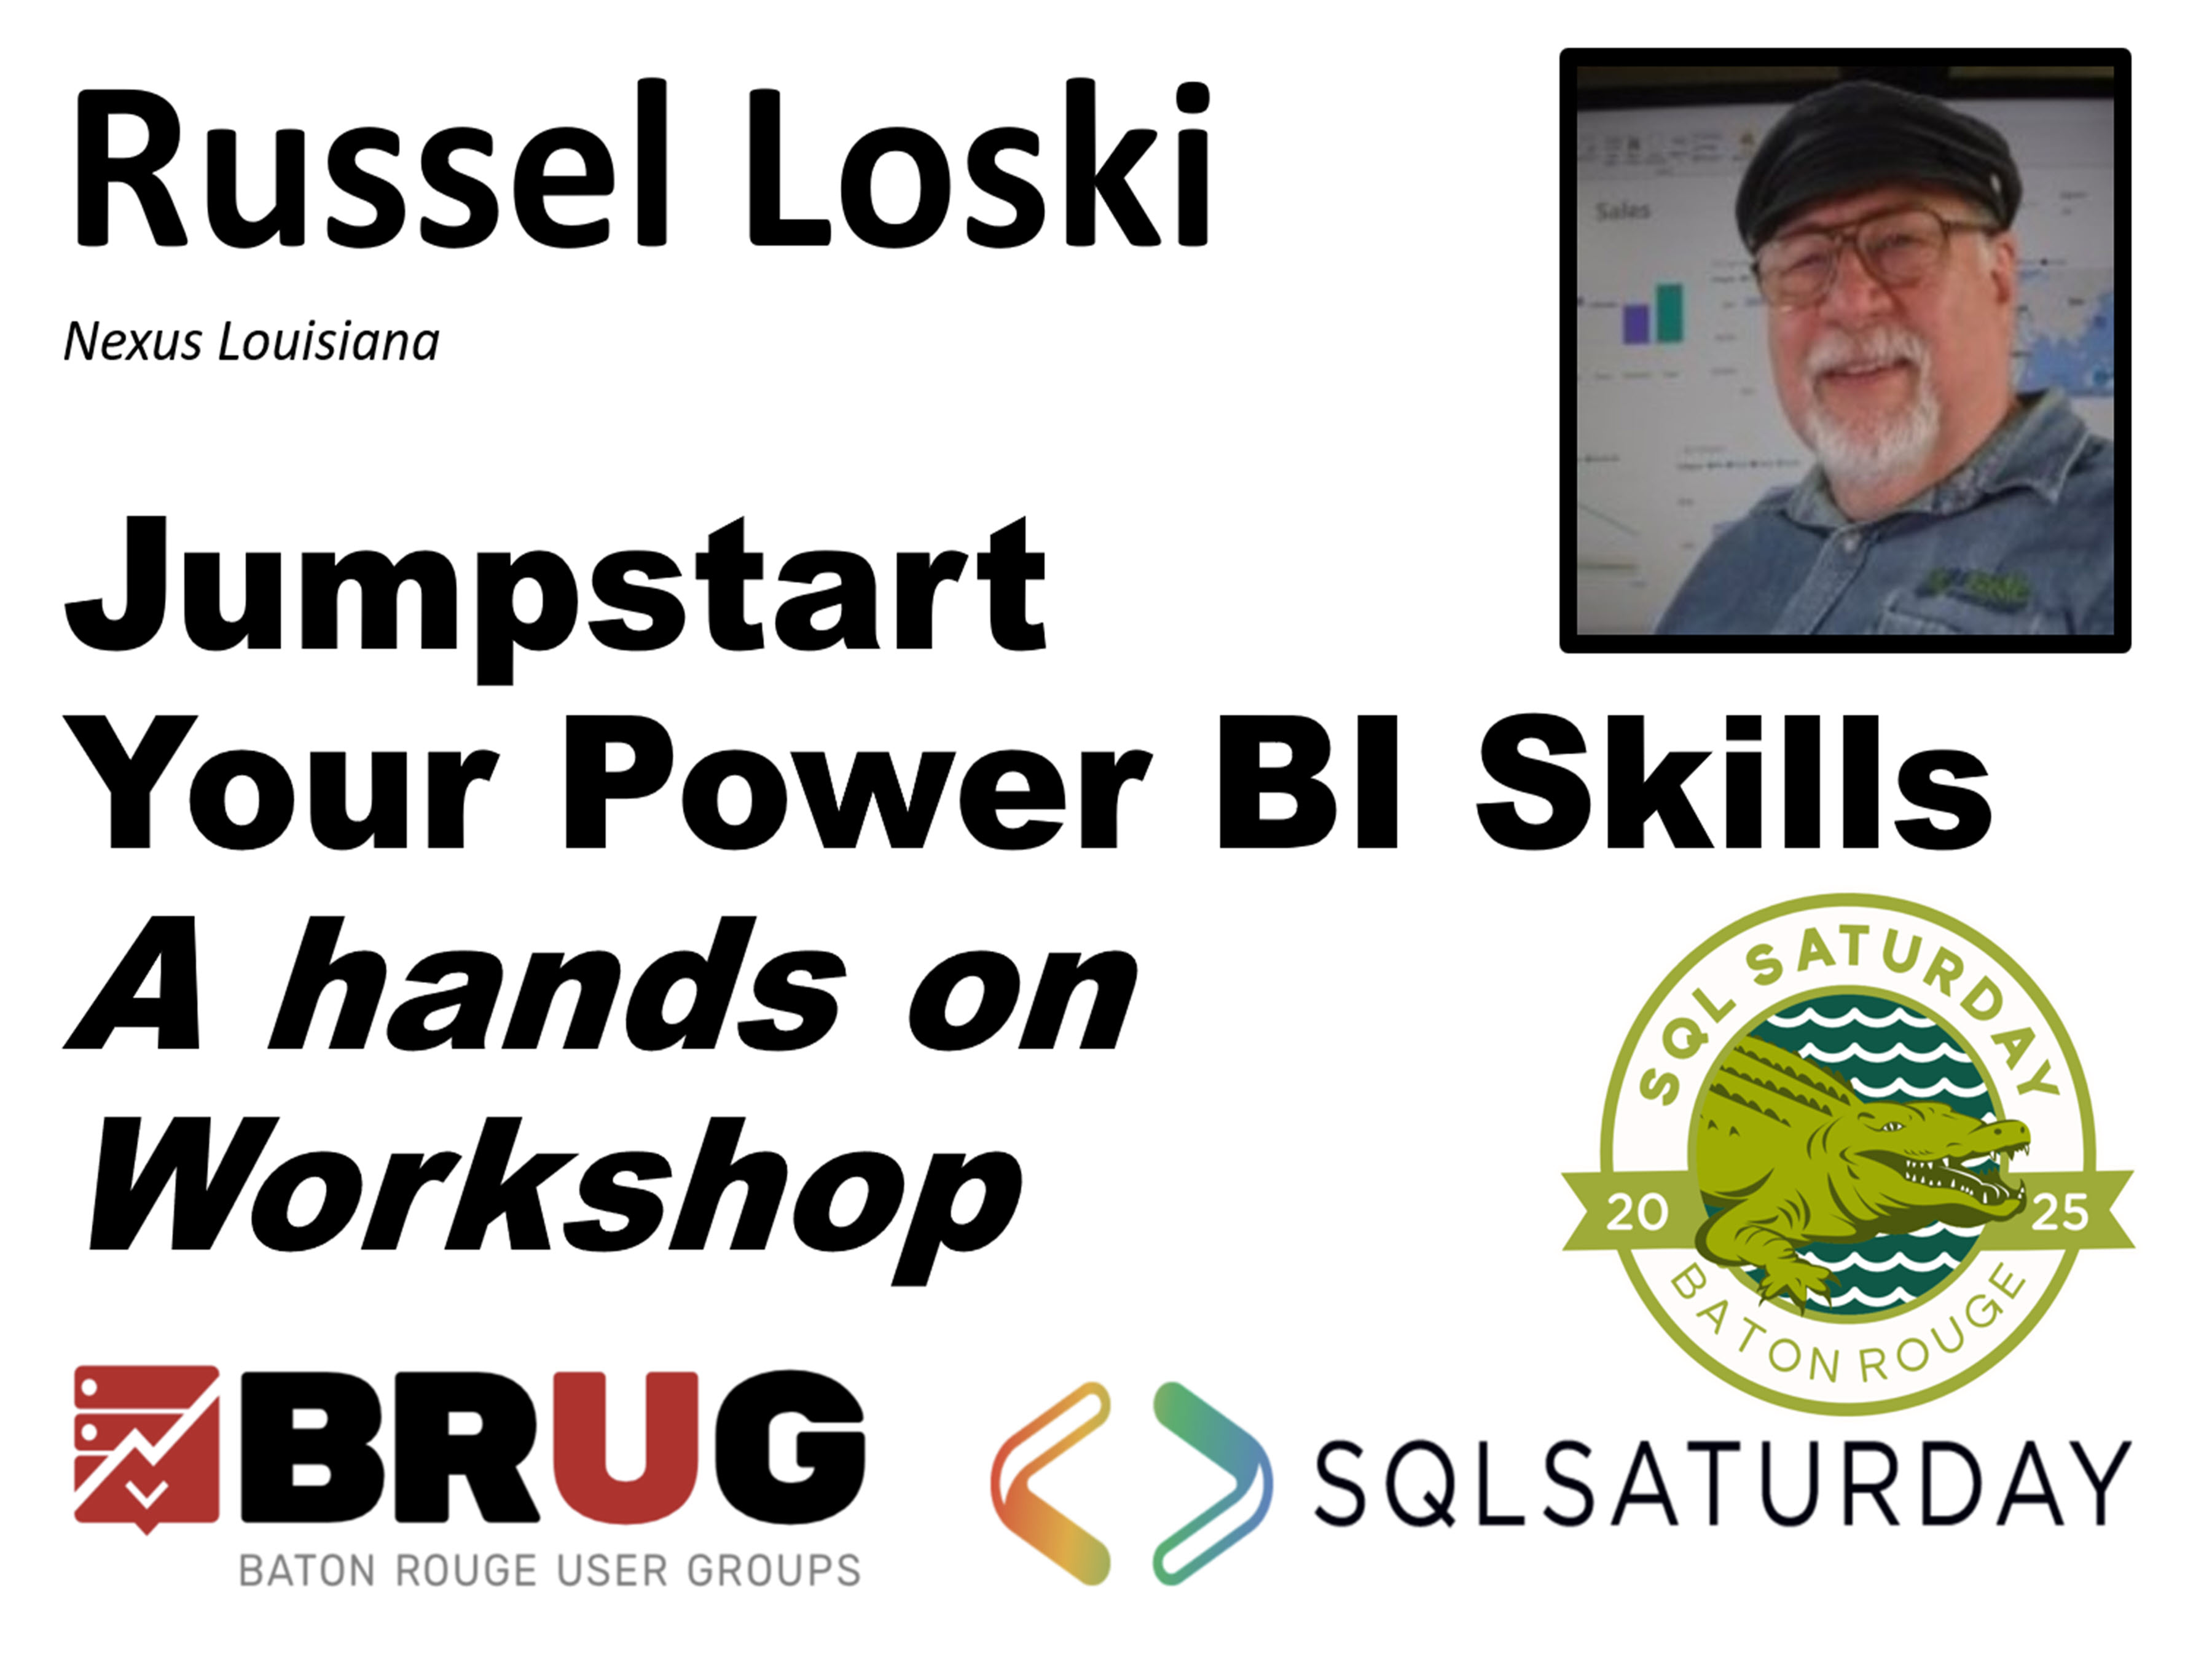 Russel Loski
Nexus Louisiana
Sales
Jumpstart
Your Power BI Skills
A hands on
Workshop
SQL SATURDAY
20 25
BATON ROUGE
BRUG
BATON ROUGE USER GROUPS
SQLSATURDAY